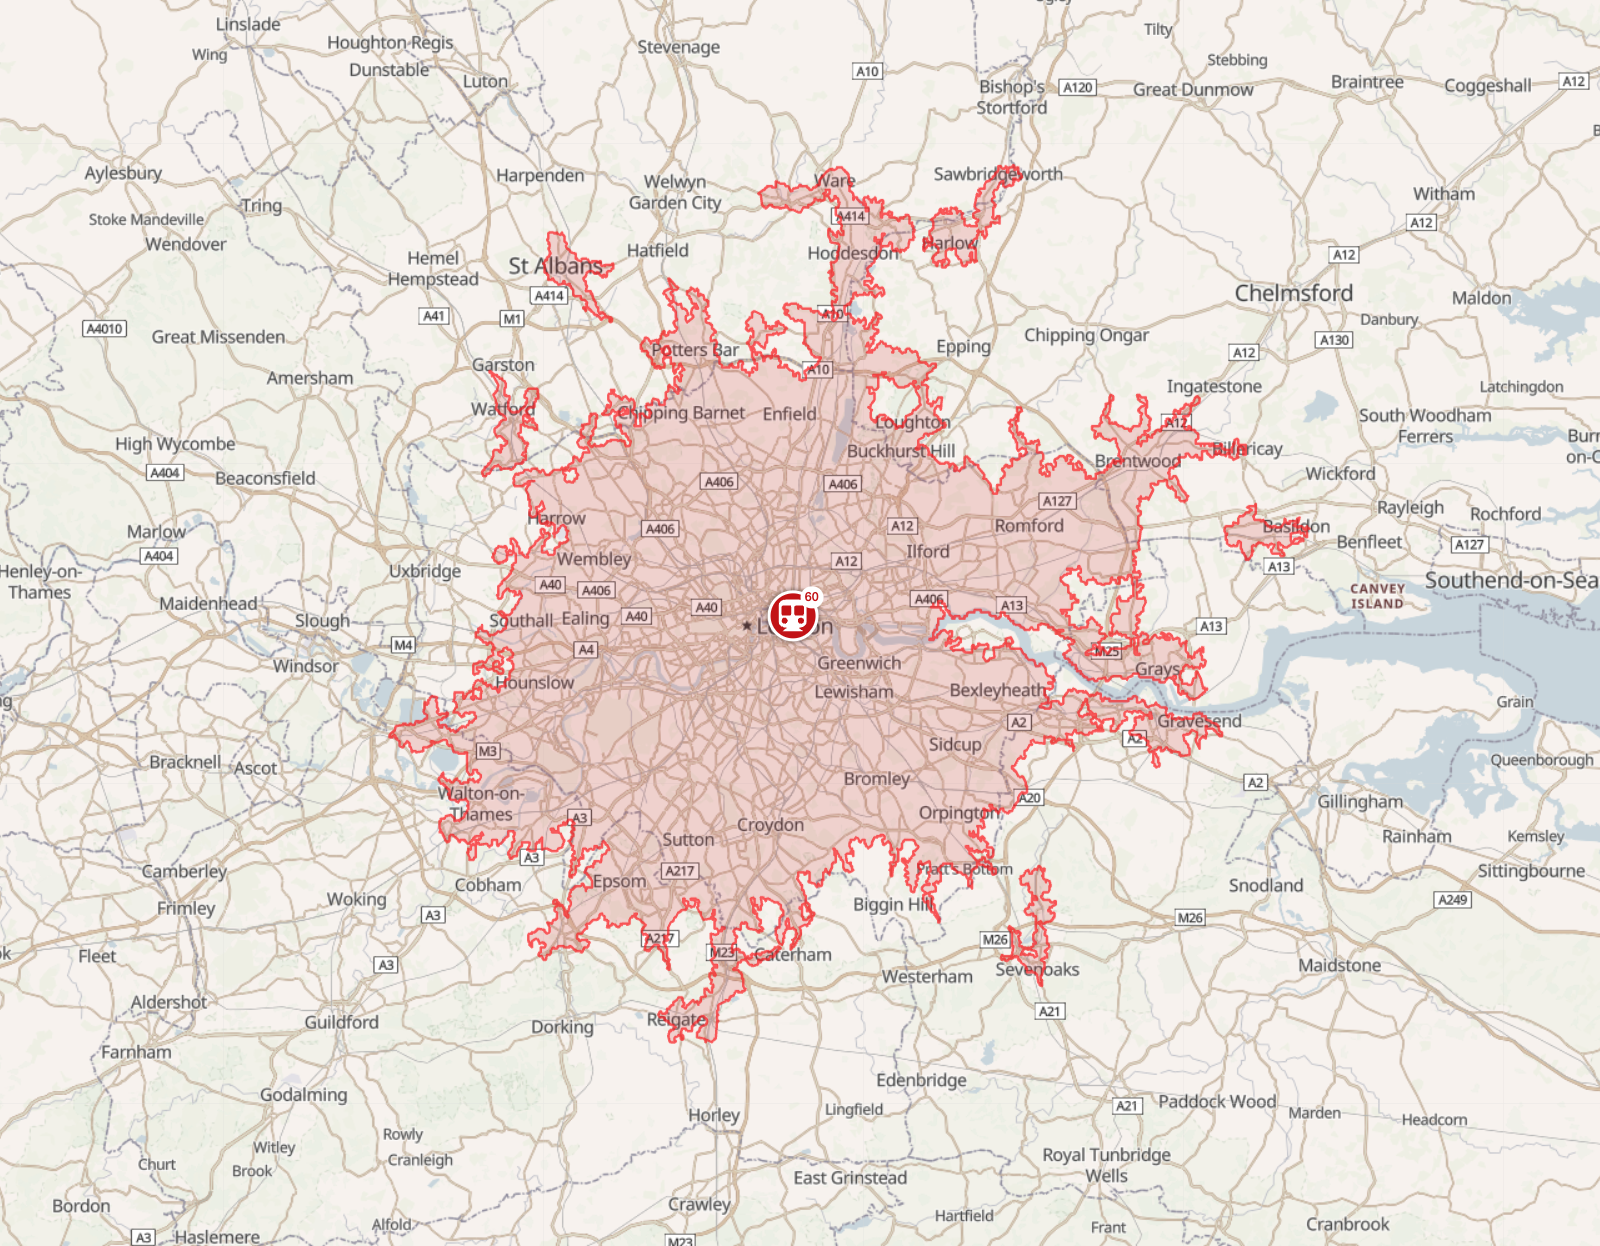 Linslade
Wing
Houghton Regis
Dunstable
Luton
Stevenage
A10
Bishop's
Stortford
A120
Tilty
Stebbing
Great Dunmow
Braintree
Coggeshall
A12
Aylesbury
Stoke Mandeville
Wendover
Tring
Harpenden
Welwyn
Garden City
Ware
Sawbridgeworth
Witham
A12
A414
Hemel
Hempstead
St Albans
Hatfield
Hoddesdon
Harlow
A12
Chelmsford
Maldon
A414
A41
M1
A10
A4010
Great Missenden
Garston
Potters Bar
A10
Epping
Chipping Ongar
Danbury
A130
A12
Amersham
Ingatestone
Latchingdon
Watford
Chipping Barnet
Enfield
Loughton
A12
South Woodham
Ferrers
High Wycombe
A404
Beaconsfield
Buckhurst Hill
Brentwood
Billericay
Wickford
A406
A406
A127
Rayleigh
Rochford
Marlow
A404
Harrow
A406
A12
Romford
Basildon
Benfleet
A127
Henley-on-
Thames
Uxbridge
Wembley
A12
Ilford
A13
Southend-on-Sea
CANVEY
ISLAND
Maidenhead
Slough
A40
A406
A40
A40
60
A406
A13
A13
Southall
Ealing
London
M4
Windsor
A4
Greenwich
M25
Grays
Hounslow
Lewisham
Bexleyheath
Grain
A2
Gravesend
A2
Bracknell
Ascot
M3
Sidcup
Queenborough
Bromley
A2
Walton-on-
Thames
A3
A20
Gillingham
Orpington
Croydon
Sutton
Rainham
Kemsley
Camberley
Frimley
A3
Cobham
Epsom
A217
Pratt's Bottom
Sittingbourne
Woking
A3
Biggin Hill
Snodland
A249
M26
Fleet
A3
A217
M23
Caterham
M26
Westerham
Sevenoaks
Maidstone
Aldershot
Guildford
Dorking
Reigate
A21
Farnham
Godalming
Edenbridge
Horley
Lingfield
A21
Paddock Wood
Marden
Headcorn
Rowly
Witley
Cranleigh
Churt
Brook
East Grinstead
Royal Tunbridge
Wells
Bordon
Crawley
Alfold
Hartfield
Frant
Cranbrook
A3
Haslemere
M23